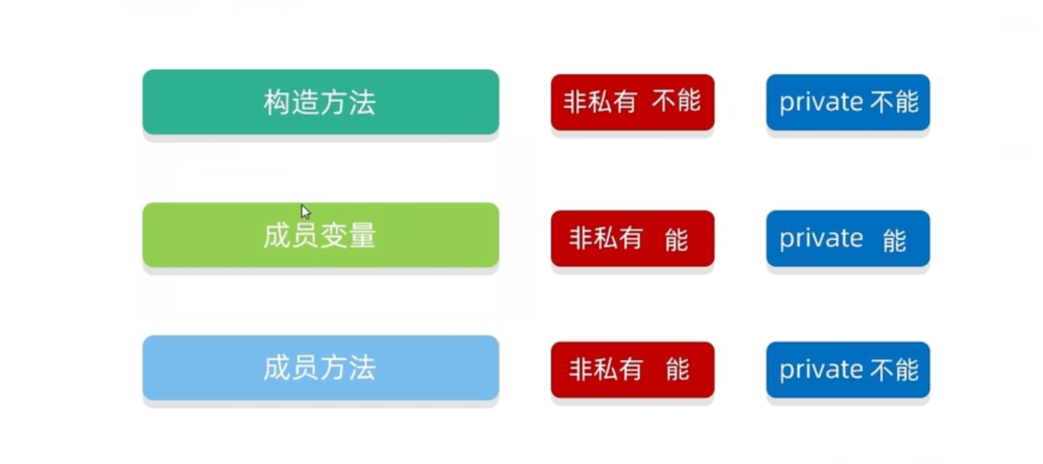 构造方法 非私有 不能 private 不能
成员变量 非私有 能 private 能
成员方法 非私有 能 private 不能